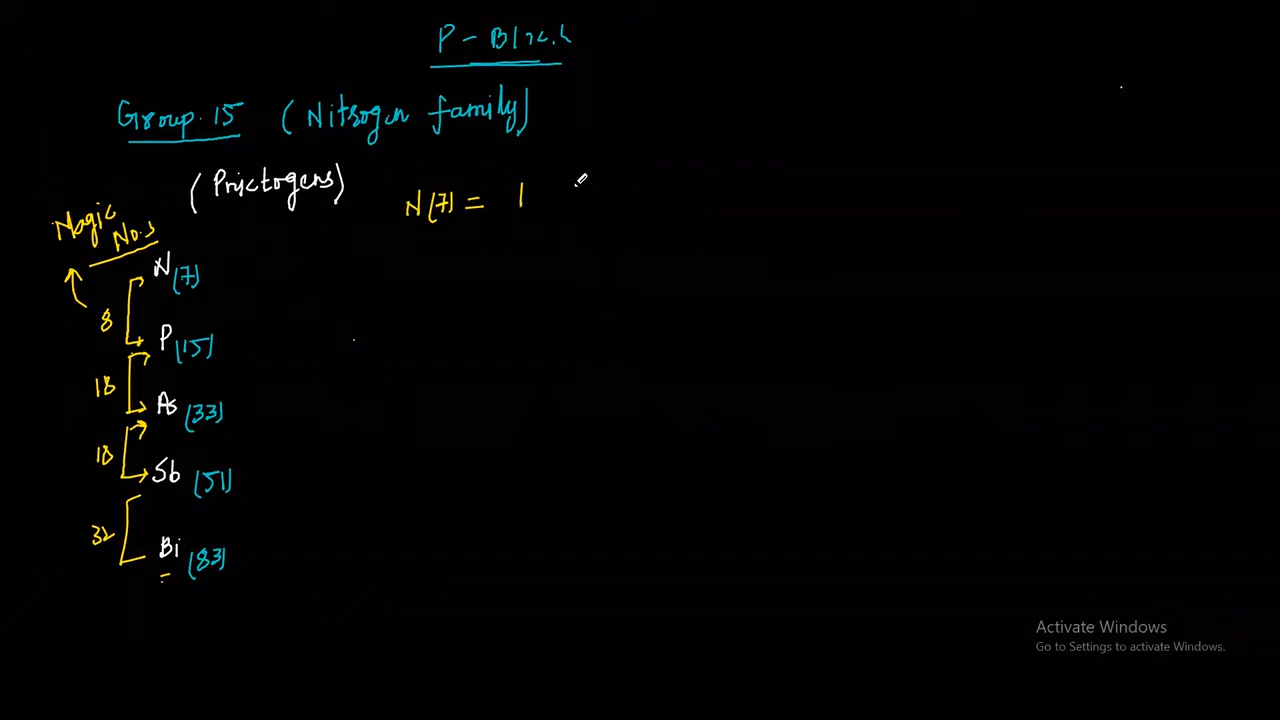 P - Block
Group. 15 (Nitrogen family)
(Pnictogens)
N(7) = 1
Magic
No.s
N (7)
8
P (15)
18
As (33)
18
Sb (51)
32
Bi (83)
Activate Windows
Go to Settings to activate Windows.